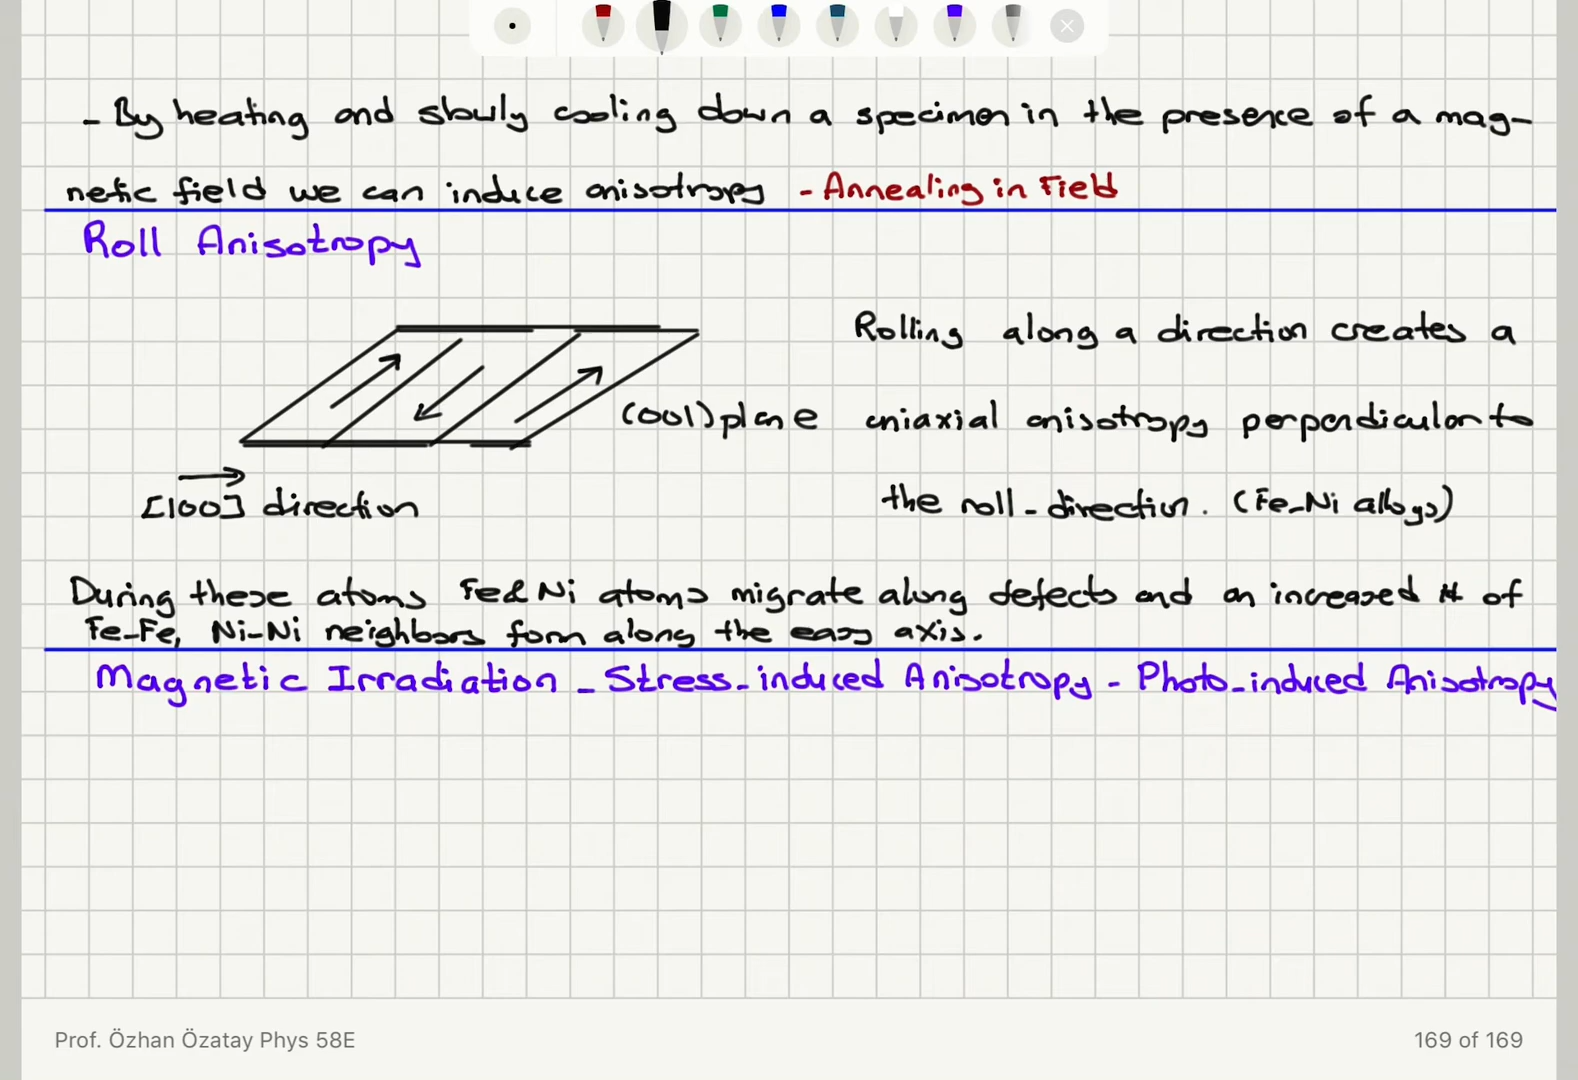 - By heating and slowly cooling down a specimen in the presence of a mag-
netic field we can induce anisotropy - Annealing in Field
Roll Anisotropy
Rolling along a direction creates a
(001) plane uniaxial anisotropy perpendicular to
[100] direction the roll-direction. (Fe-Ni alloys)
During these atoms Fe & Ni atoms migrate along defects and an increased # of
Fe-Fe, Ni-Ni neighbors form along the easy axis.
Magnetic Irradiation - Stress-induced Anisotropy - Photo-induced Anisotropy
Prof. Özhan Özatay Phys 58E 169 of 169